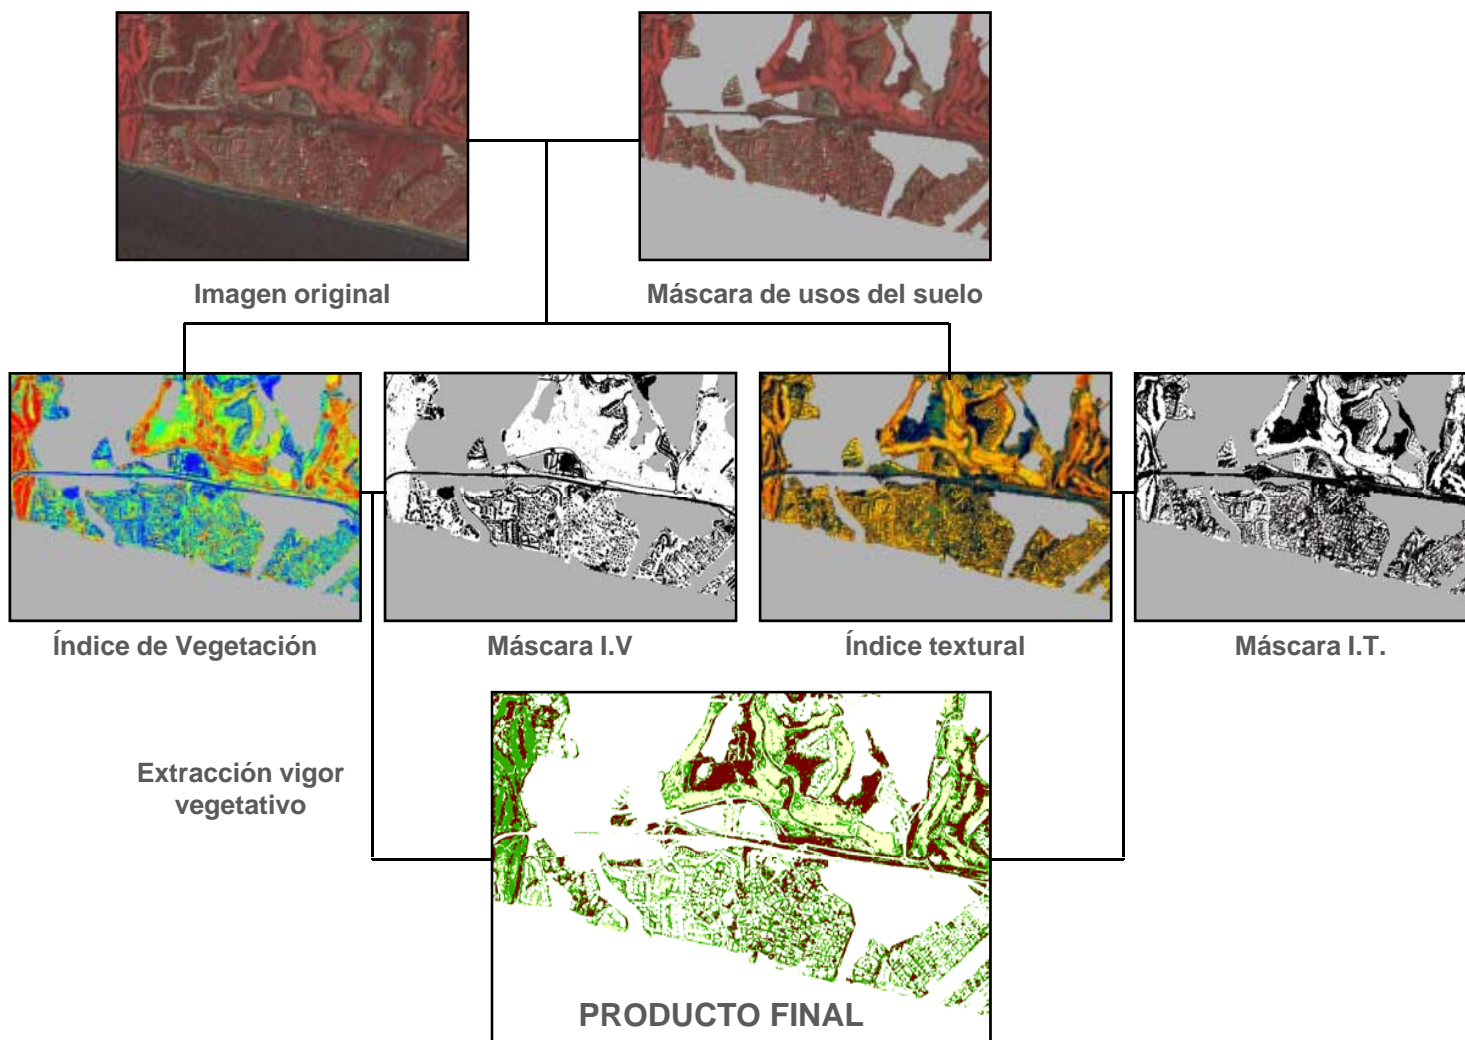 Imagen original
Máscara de usos del suelo
Índice de Vegetación
Máscara I.V
Índice textural
Máscara I.T.
Extracción vigor
vegetativo
PRODUCTO FINAL